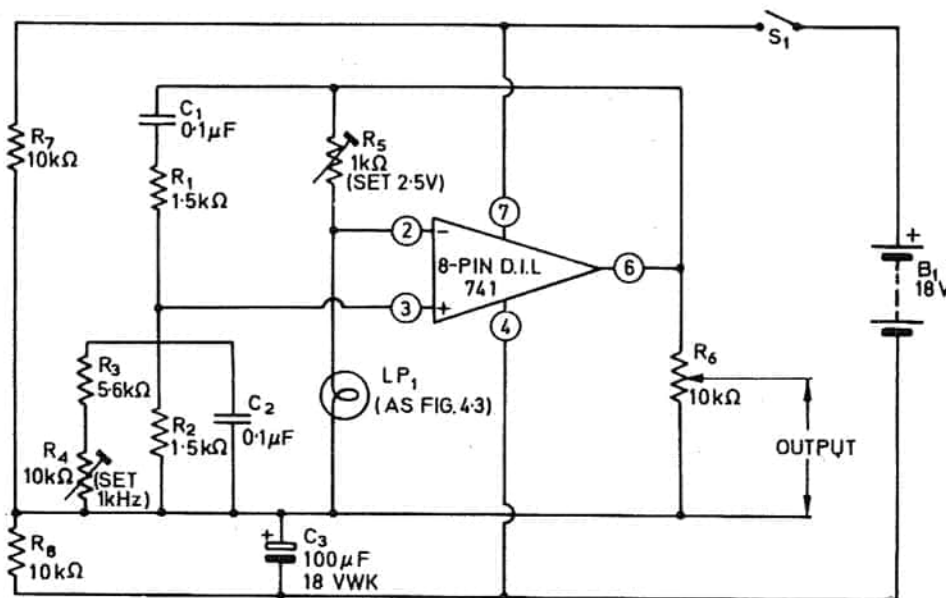 S1
C1
0·1μF
R7
10kΩ
R5
1kΩ
(SET 2·5V)
R1
1·5kΩ
7
2
−
8-PIN D.I.L
741
6
+
B1
18V
3
+
4
R3
5·6kΩ
LP1
(AS FIG. 4·3)
R6
10kΩ
C2
0·1μF
R2
1·5kΩ
R4
10kΩ
(SET
1kHz)
OUTPUT
R8
10kΩ
+
C3
100μF
18 VWK